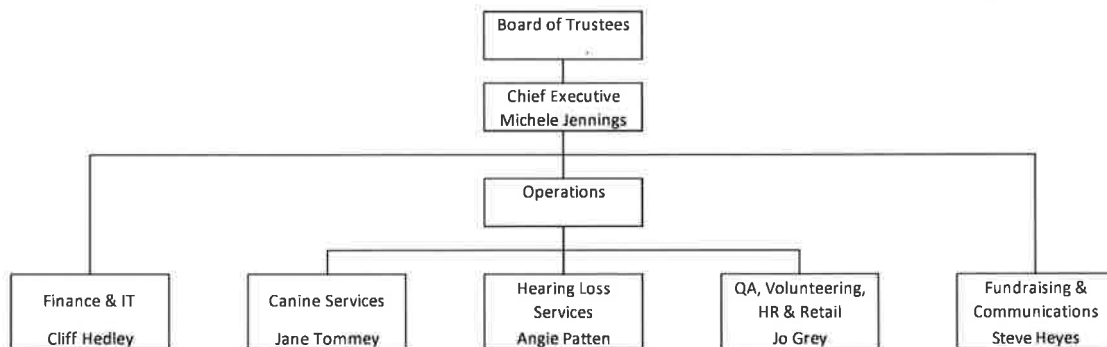 Board of Trustees
Chief Executive
Michele Jennings
Operations
Finance & IT
Cliff Hedley
Canine Services
Jane Tommey
Hearing Loss
Services
Angie Patten
QA, Volunteering,
HR & Retail
Jo Grey
Fundraising &
Communications
Steve Heyes